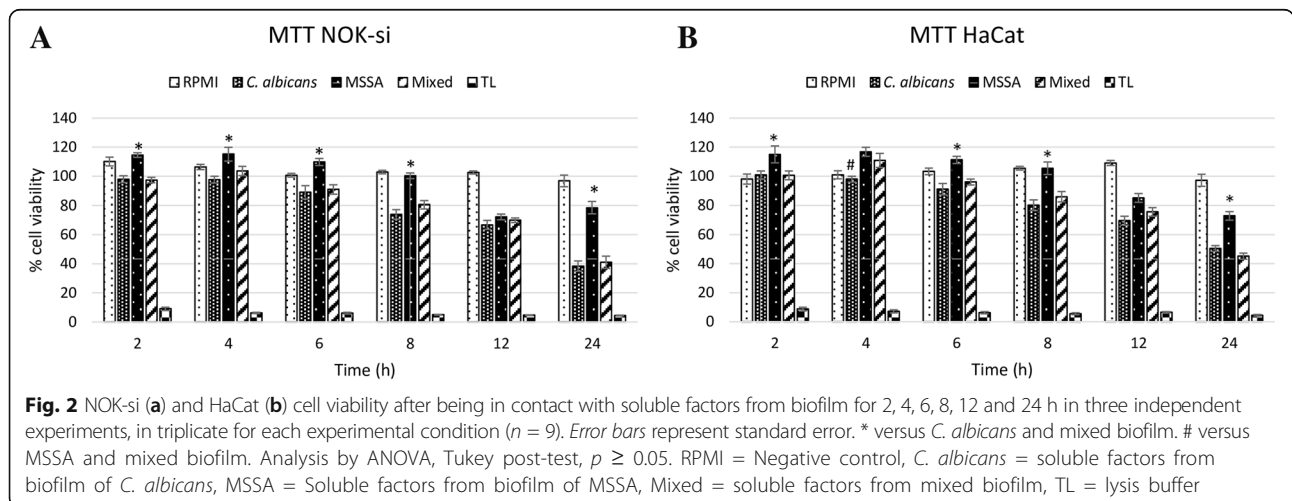 A
MTT NOK-si
RPMI C. albicans MSSA Mixed TL
% cell viability
140
120
100
80
60
40
20
0
* * * * *
2 4 6 8 12 24
Time (h)
B
MTT HaCat
RPMI C. albicans MSSA Mixed TL
% cell viability
140
120
100
80
60
40
20
0
* # * * *
2 4 6 8 12 24
Time (h)
Fig. 2 NOK-si (a) and HaCat (b) cell viability after being in contact with soluble factors from biofilm for 2, 4, 6, 8, 12 and 24 h in three independent
experiments, in triplicate for each experimental condition (n = 9). Error bars represent standard error. * versus C. albicans and mixed biofilm. # versus
MSSA and mixed biofilm. Analysis by ANOVA, Tukey post-test, p ≥ 0.05. RPMI = Negative control, C. albicans = soluble factors from
biofilm of C. albicans, MSSA = Soluble factors from biofilm of MSSA, Mixed = soluble factors from mixed biofilm, TL = lysis buffer